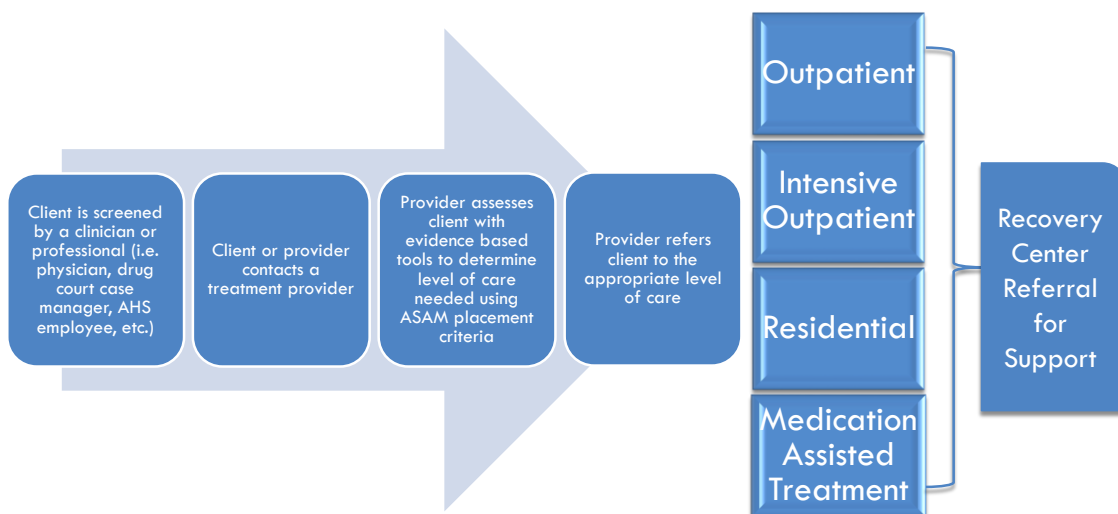 Client is screened
by a clinician or
professional (i.e.
physician, drug
court case
manager, AHS
employee, etc.)
Client or provider
contacts a
treatment provider
Provider assesses
client with
evidence based
tools to determine
level of care
needed using
ASAM placement
criteria
Provider refers
client to the
appropriate level
of care
Outpatient
Intensive
Outpatient
Residential
Medication
Assisted
Treatment
Recovery
Center
Referral
for
Support